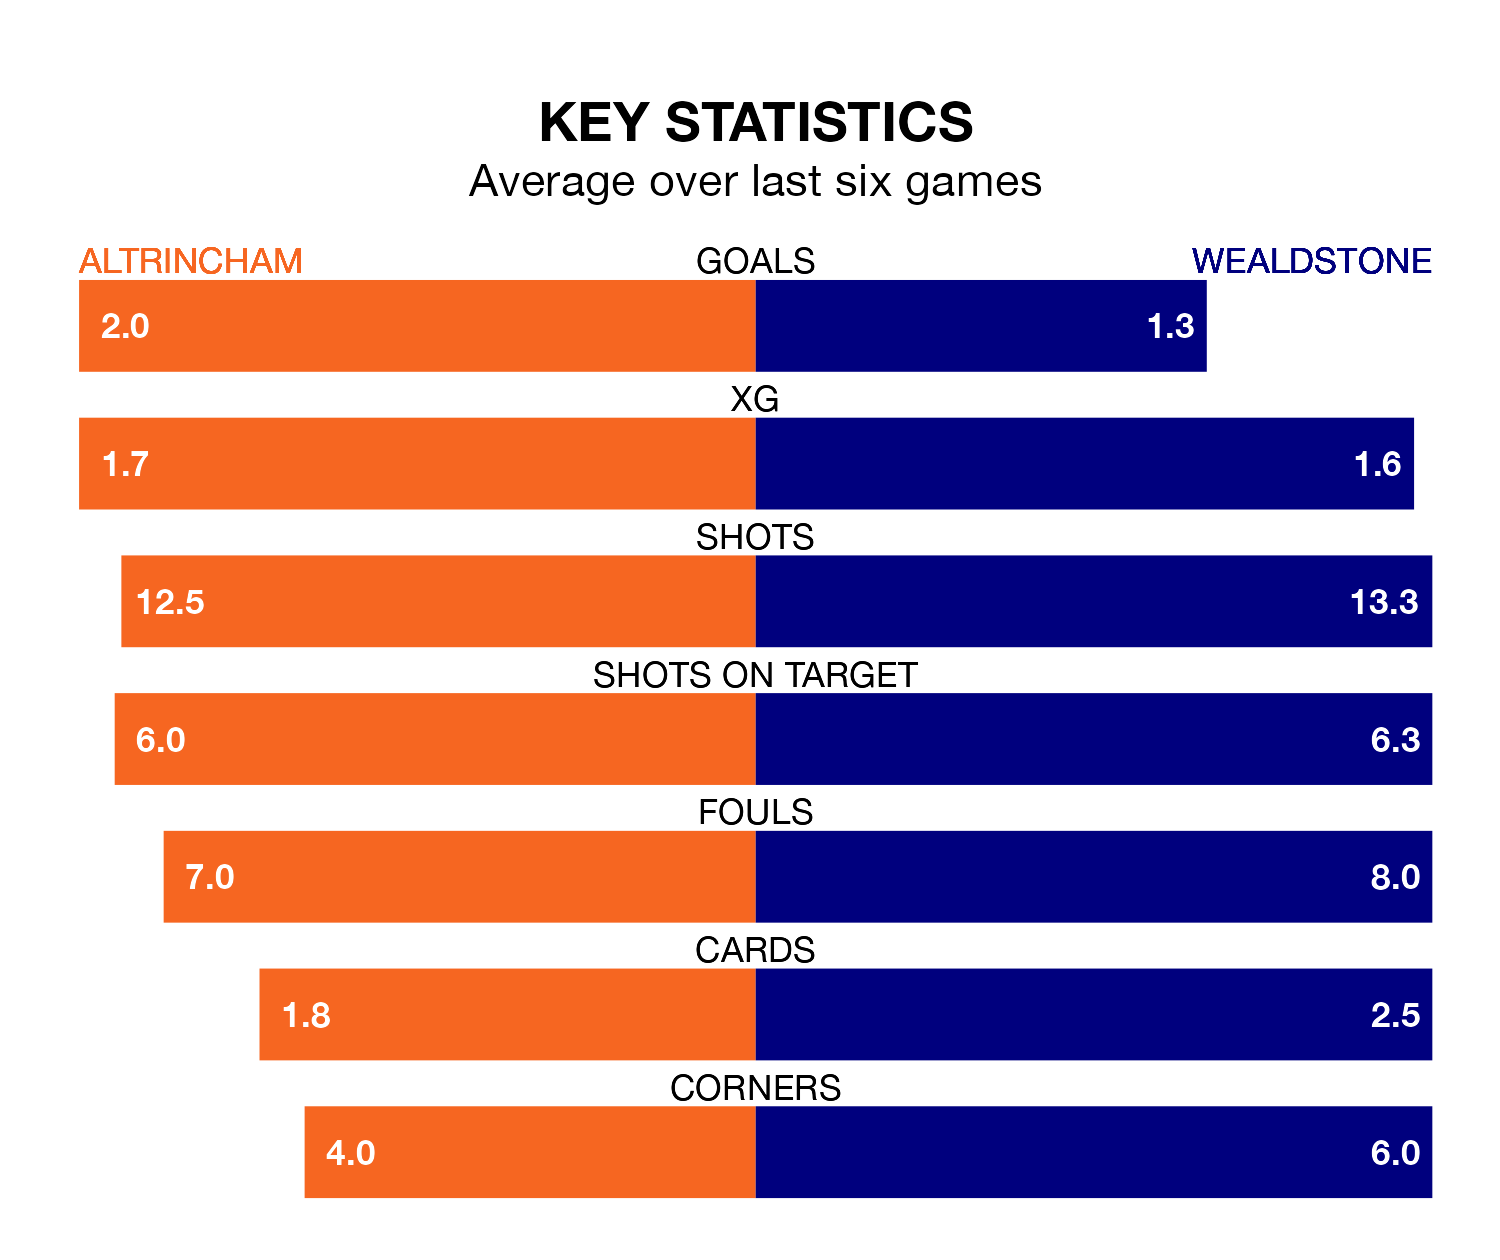 KEY STATISTICS
Average over last six games
ALTRINCHAM GOALS WEALDSTONE
2.0 1.3
XG
1.7 1.6
SHOTS
12.5 13.3
SHOTS ON TARGET
6.0 6.3
FOULS
7.0 8.0
CARDS
1.8 2.5
CORNERS
4.0 6.0